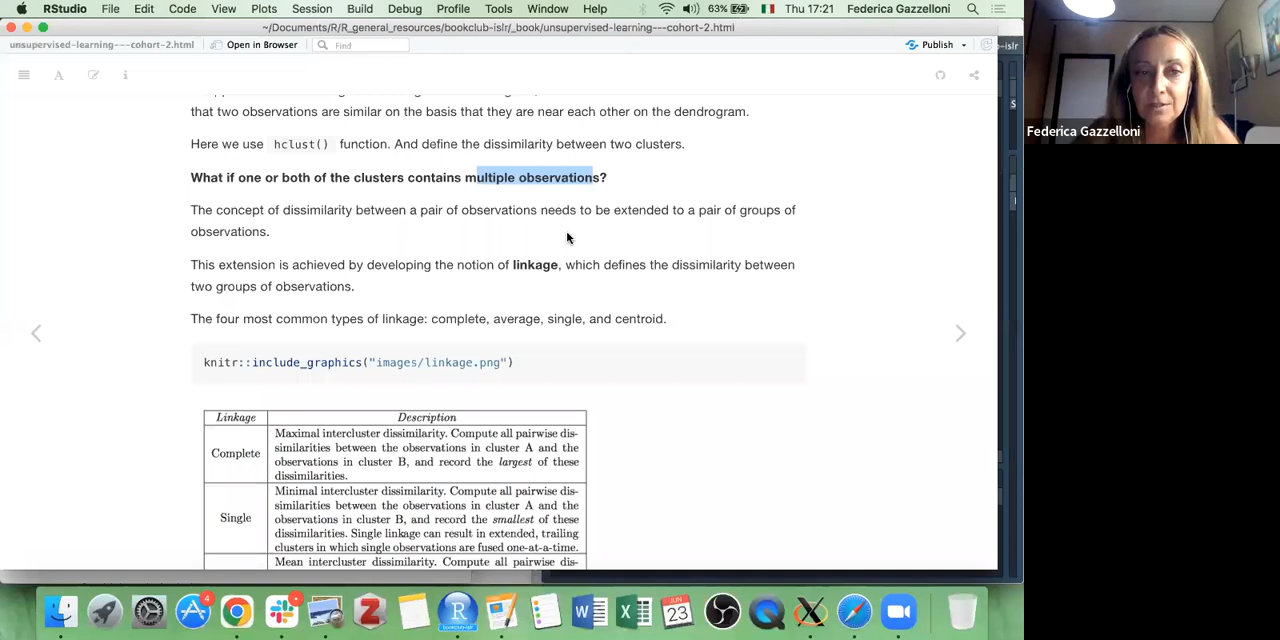 RStudio File Edit Code View Plots Session Build Debug Profile Tools Window Help 63% Thu 17:21 Federica Gazzelloni
~/Documents/R/R_general_resources/bookclub-islr/_book/unsupervised-learning---cohort-2.html
unsupervised-learning---cohort-2.html Open in Browser Find Publish
that two observations are similar on the basis that they are near each other on the dendrogram.
Here we use hclust() function. And define the dissimilarity between two clusters.
What if one or both of the clusters contains multiple observations?
The concept of dissimilarity between a pair of observations needs to be extended to a pair of groups of
observations.
This extension is achieved by developing the notion of linkage, which defines the dissimilarity between
two groups of observations.
The four most common types of linkage: complete, average, single, and centroid.
knitr::include_graphics("images/linkage.png")
Linkage Description
Complete
Maximal intercluster dissimilarity. Compute all pairwise dis-
similarities between the observations in cluster A and the
observations in cluster B, and record the largest of these
dissimilarities.
Single
Minimal intercluster dissimilarity. Compute all pairwise dis-
similarities between the observations in cluster A and the
observations in cluster B, and record the smallest of these
dissimilarities. Single linkage can result in extended, trailing
clusters in which single observations are fused one-at-a-time.
Mean intercluster dissimilarity. Compute all pairwise dis-
Federica Gazzelloni
4
JUN
23